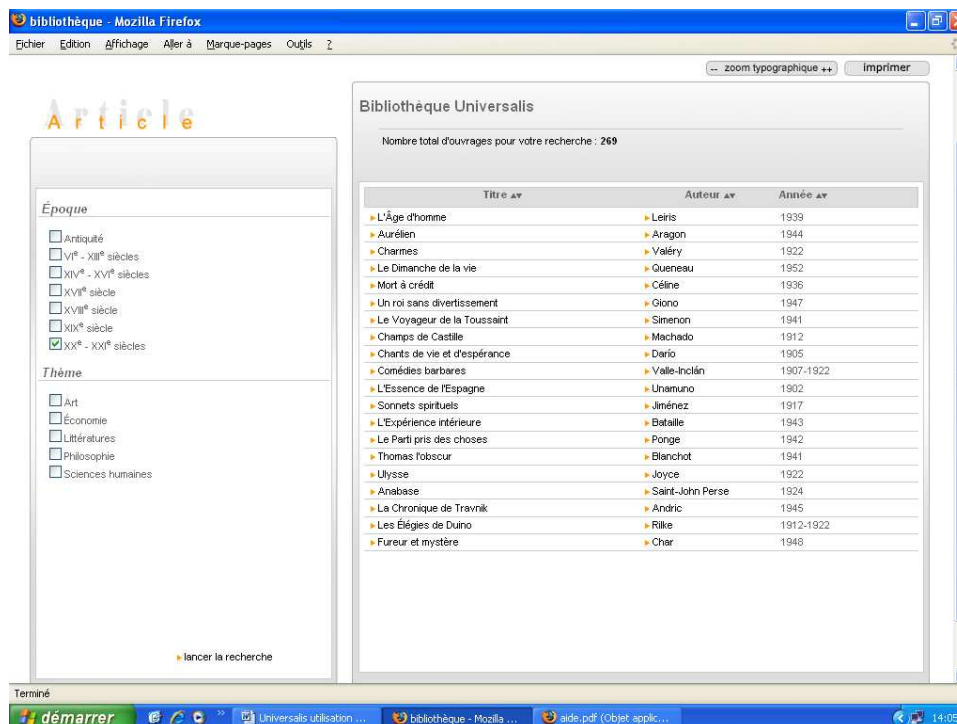 bibliothèque - Mozilla Firefox
Fichier Edition Affichage Aller à Marque-pages Outils ?
-- zoom typographique ++ imprimer
Article
Bibliothèque Universalis
Nombre total d'ouvrages pour votre recherche : 269
Époque
Antiquité
VIe - XIIIe siècles
XIVe - XVIe siècles
XVIIe siècle
XVIIIe siècle
XIXe siècle
XXe - XXIe siècles
Thème
Art
Économie
Littératures
Philosophie
Sciences humaines
lancer la recherche
Titre Auteur Année
L'Âge d'homme Leiris 1939
Aurélien Aragon 1944
Charmes Valéry 1922
Le Dimanche de la vie Queneau 1952
Mort à crédit Céline 1936
Un roi sans divertissement Giono 1947
Le Voyageur de la Toussaint Simenon 1941
Champs de Castille Machado 1912
Chants de vie et d'espérance Darío 1905
Comédies barbares Valle-Inclán 1907-1922
L'Essence de l'Espagne Unamuno 1902
Sonnets spirituels Jiménez 1917
L'Expérience intérieure Bataille 1943
Le Parti pris des choses Ponge 1942
Thomas l'obscur Blanchot 1941
Ulysse Joyce 1922
Anabase Saint-John Perse 1924
La Chronique de Travnik Andric 1945
Les Élégies de Duino Rilke 1912-1922
Fureur et mystère Char 1948
Terminé
démarrer Universalis utilisation ... bibliothèque - Mozilla ... aide.pdf (Objet applic... 14:05